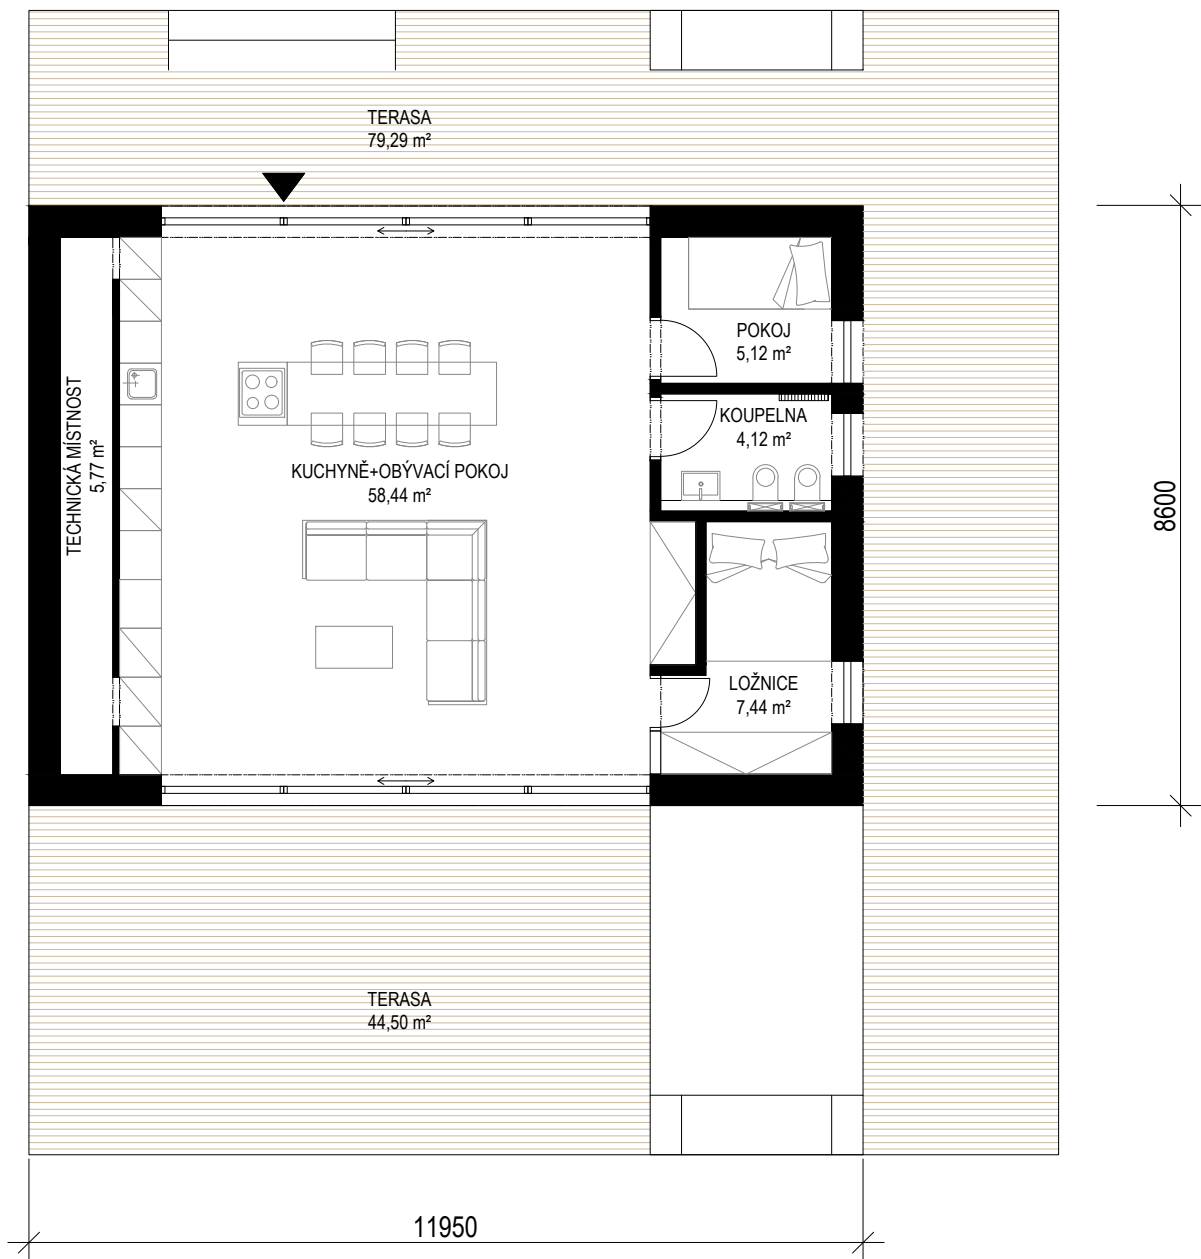 TERASA
79,29 m²
POKOJ
5,12 m²
KOUPELNA
4,12 m²
TECHNICKÁ MÍSTNOST
5,77 m²
KUCHYNĚ+OBÝVACÍ POKOJ
58,44 m²
8600
LOŽNICE
7,44 m²
TERASA
44,50 m²
11950